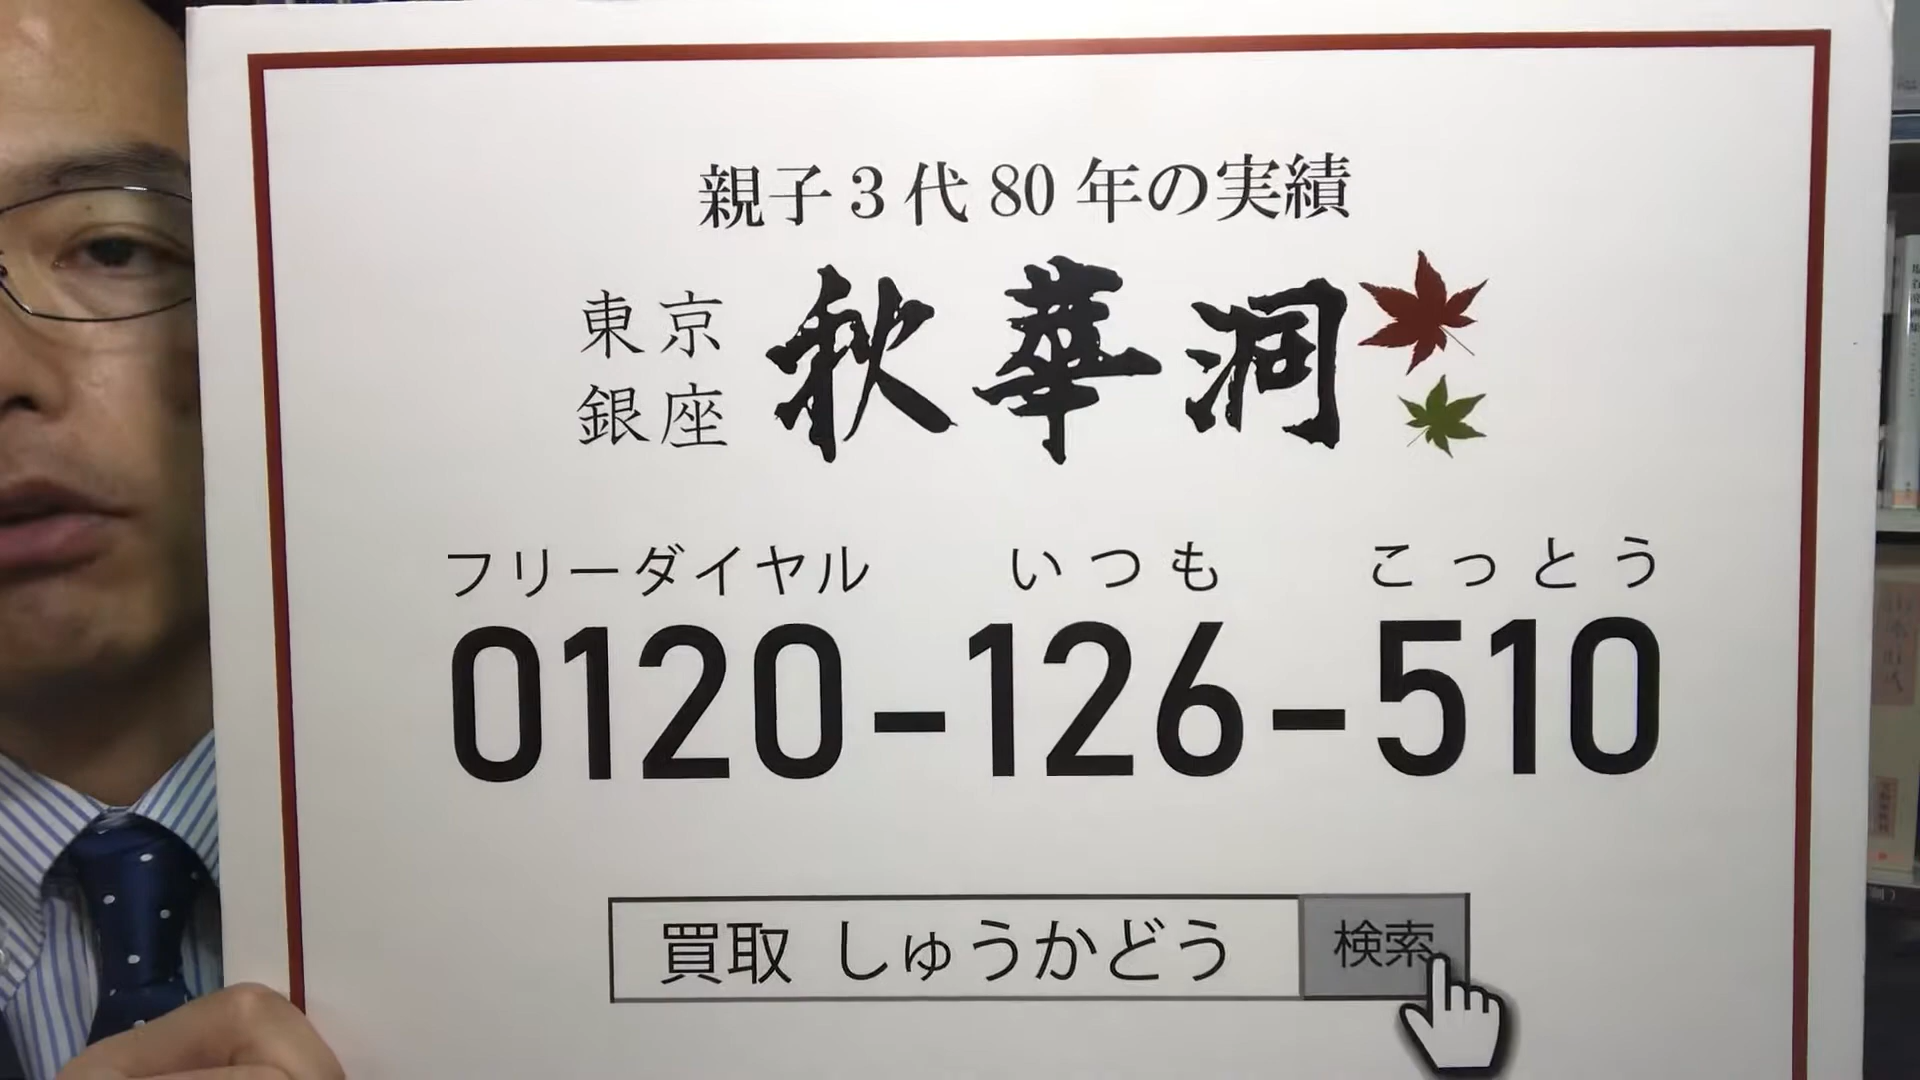 親子3代80年の実績
東京
銀座
秋華洞
フリーダイヤル いつも こっとう
0120-126-510
買取 しゅうかどう 検索